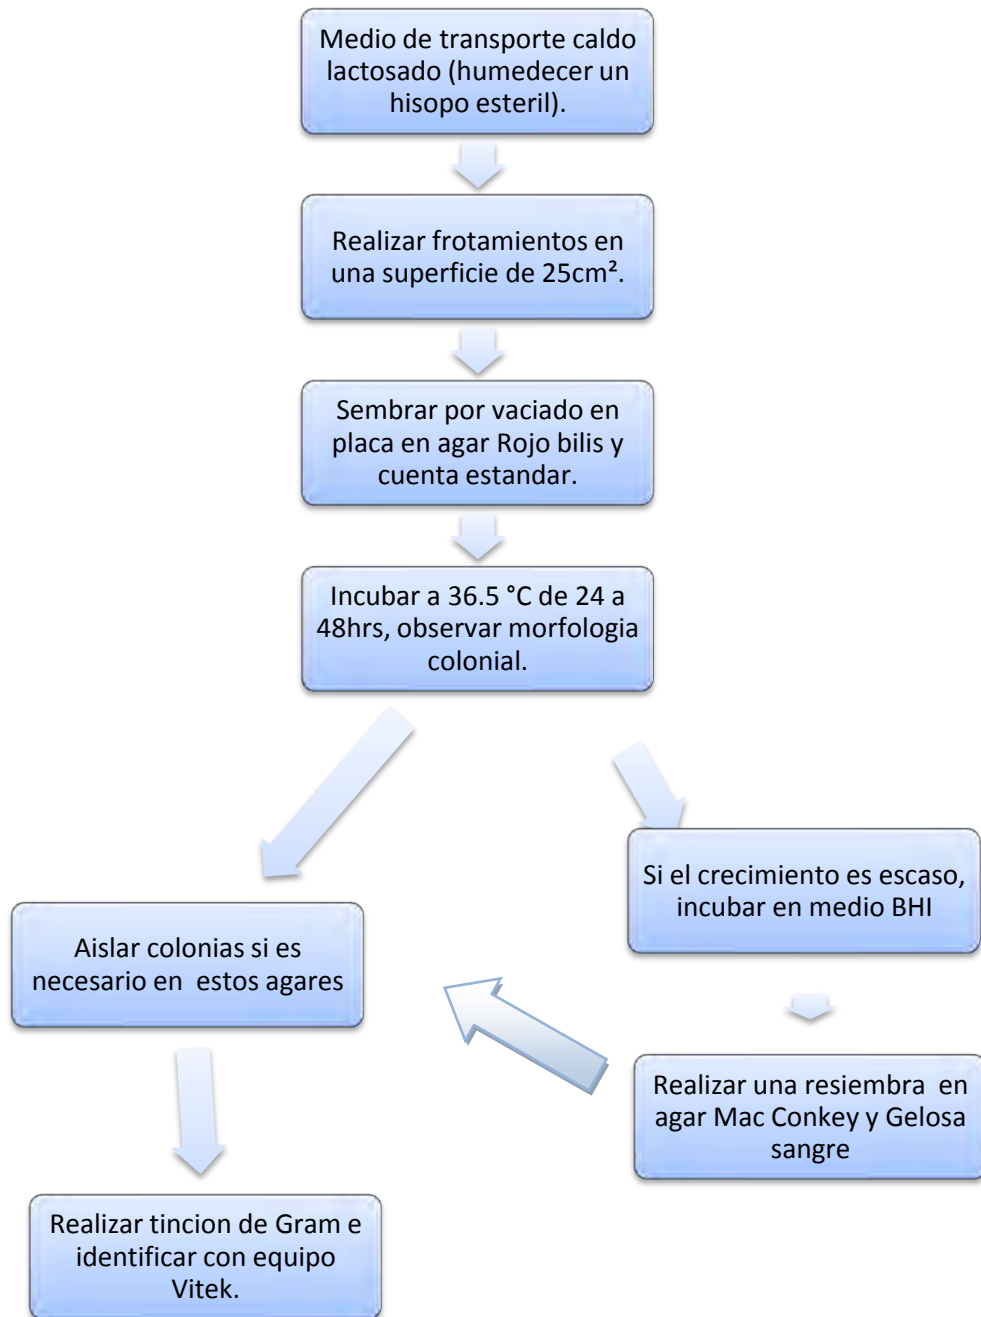 Medio de transporte caldo
lactosado (humedecer un
hisopo esteril).
Realizar frotamientos en
una superficie de 25cm².
Sembrar por vaciado en
placa en agar Rojo bilis y
cuenta estandar.
Incubar a 36.5 °C de 24 a
48hrs, observar morfologia
colonial.
Si el crecimiento es escaso,
incubar en medio BHI
Aislar colonias si es
necesario en  estos agares
Realizar una resiembra  en
agar Mac Conkey y Gelosa
sangre
Realizar tincion de Gram e
identificar con equipo
Vitek.